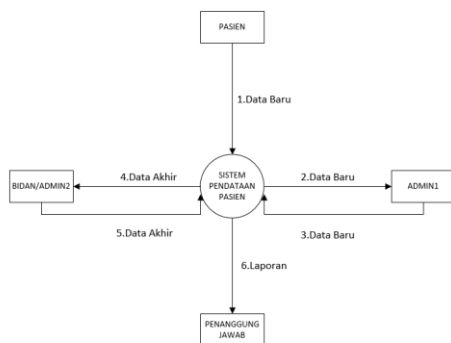 PASIEN
1.Data Baru
BIDAN/ADMIN2
4.Data Akhir
SISTEM
PENDATAAN
PASIEN
2.Data Baru
ADMIN1
5.Data Akhir
3.Data Baru
6.Laporan
PENANGGUNG
JAWAB